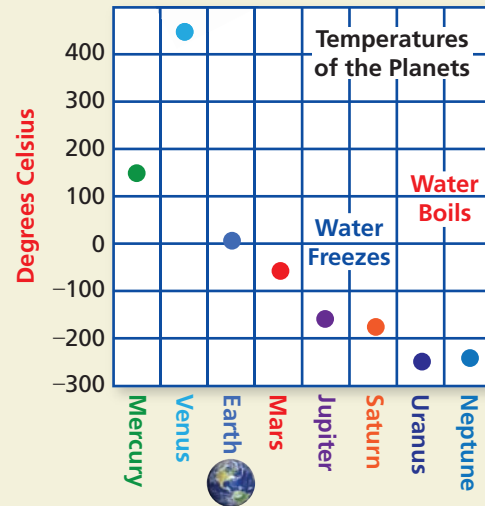 Temperatures
of the Planets
Degrees Celsius
400
300
200
100
0
−100
−200
−300
Water
Boils
Water
Freezes
Mercury
Venus
Earth
Mars
Jupiter
Saturn
Uranus
Neptune